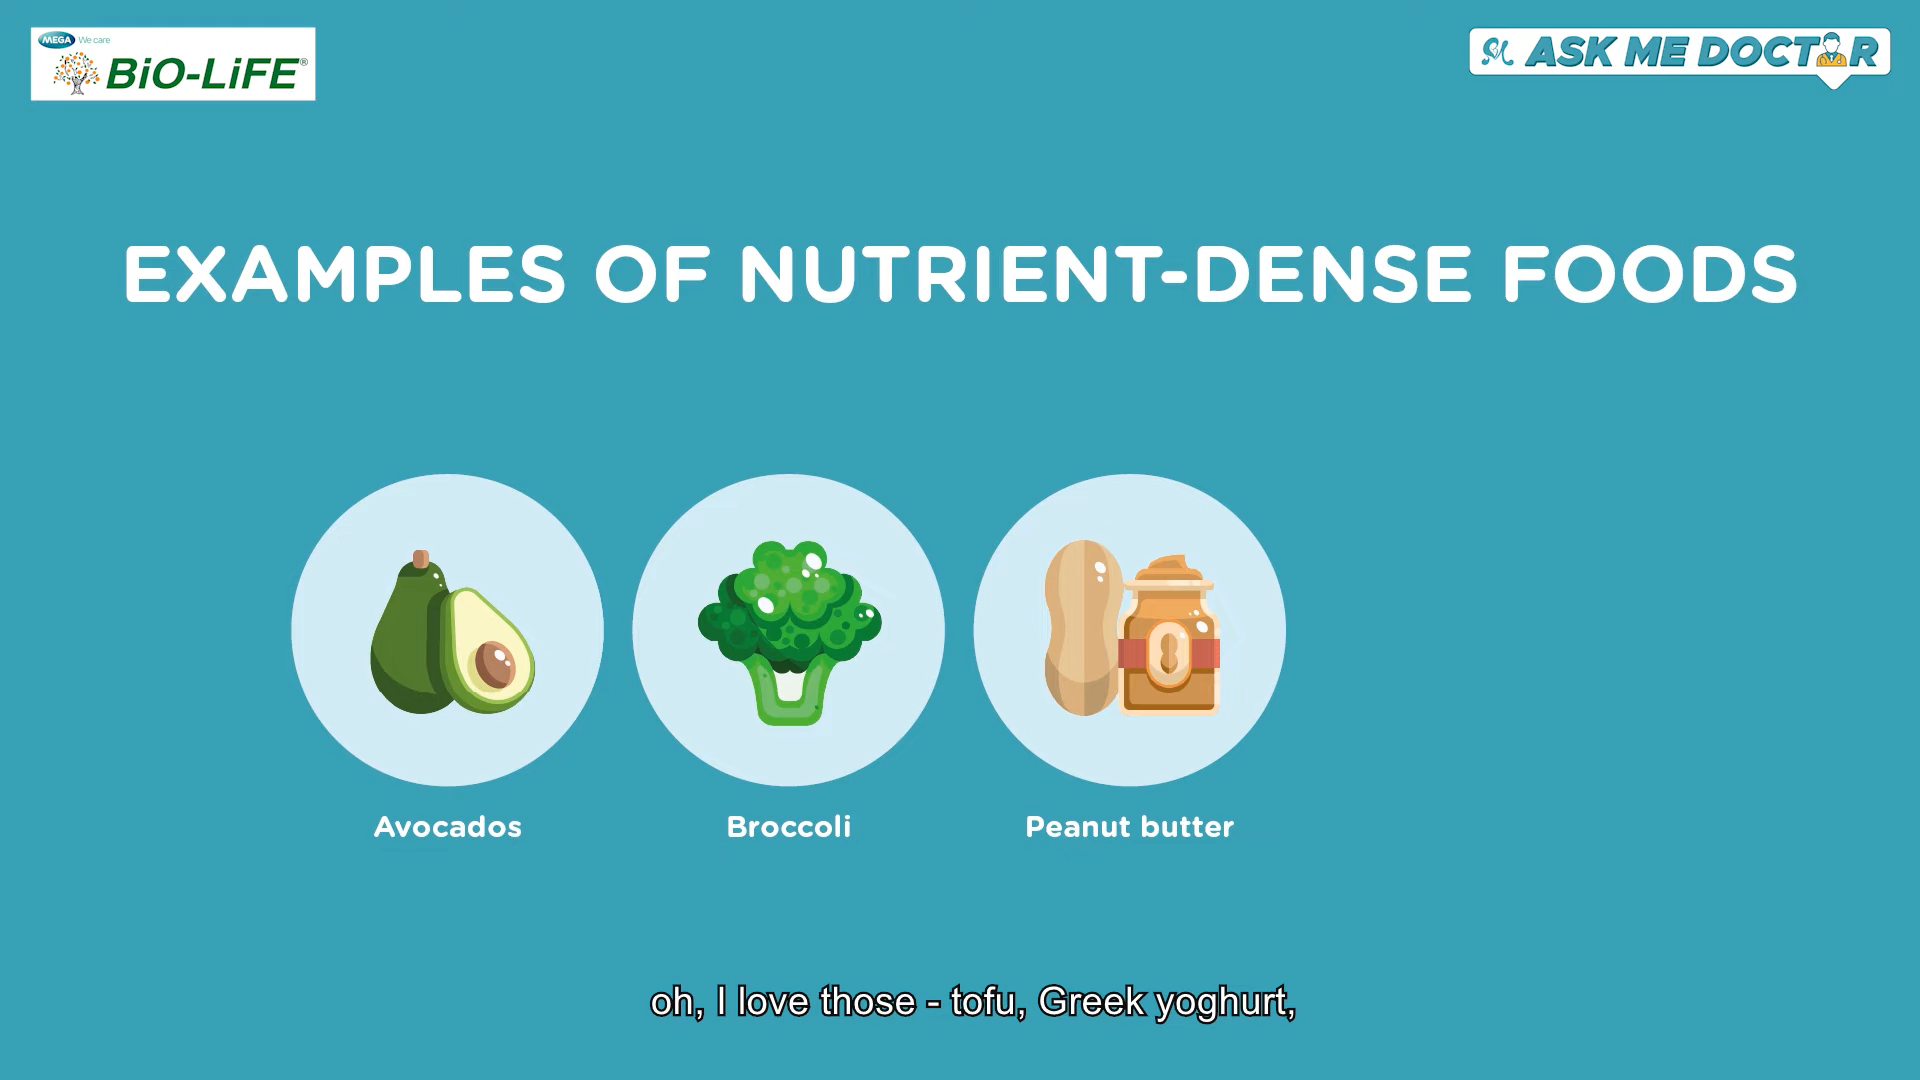 MEGA We care
BiO-LiFE®
ASK ME DOCTOR
EXAMPLES OF NUTRIENT-DENSE FOODS
Avocados
Broccoli
Peanut butter
oh, I love those - tofu, Greek yoghurt,